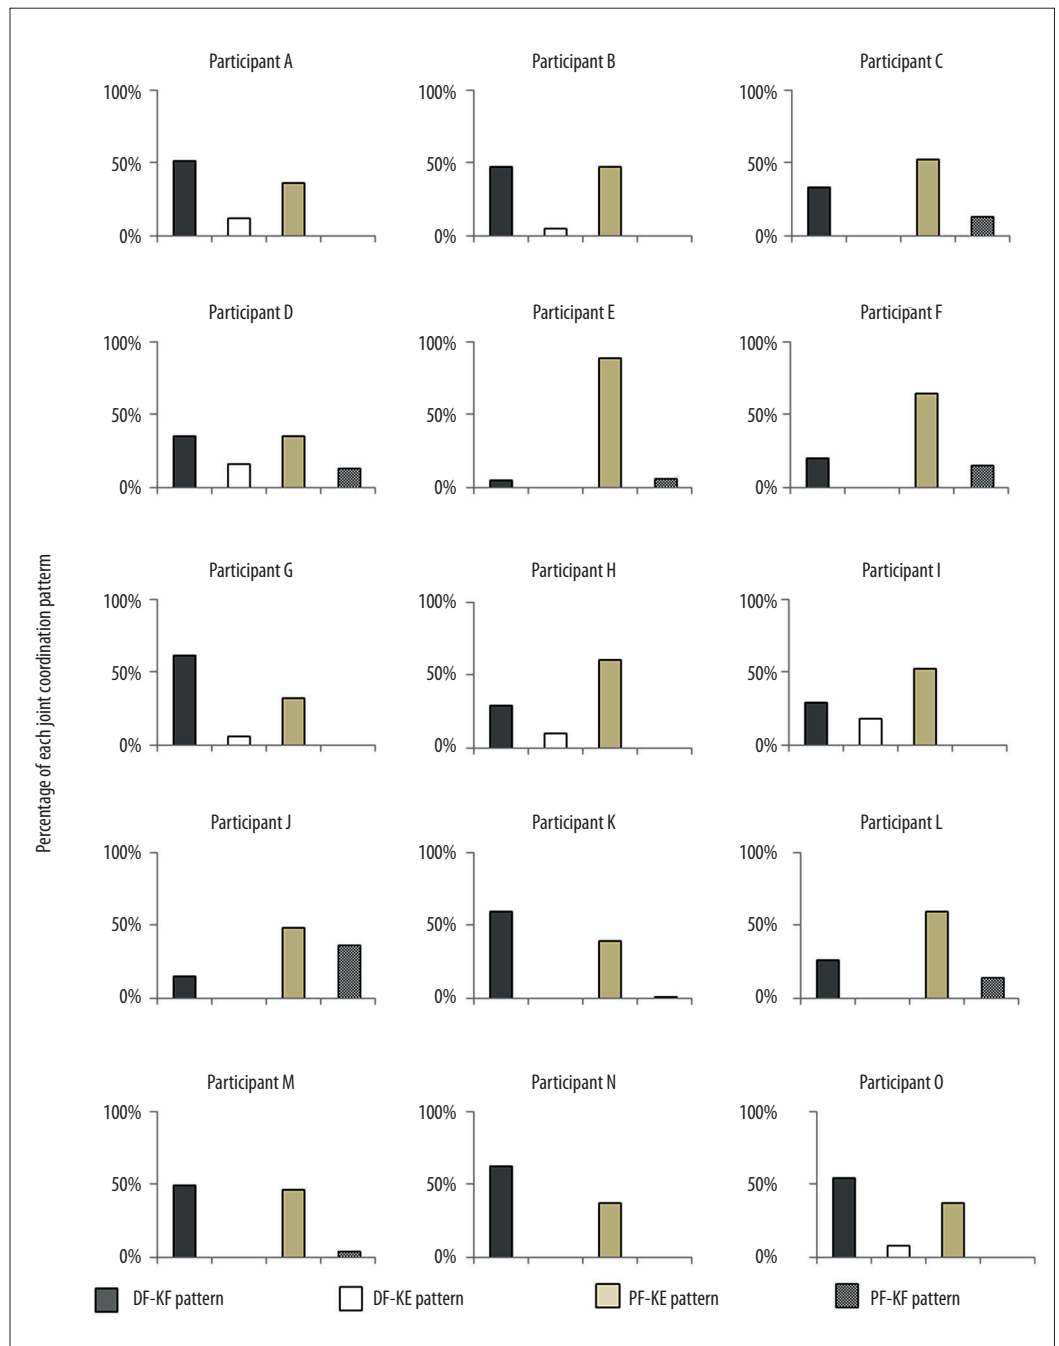 Participant A
100%
50%
0%
Participant B
100%
50%
0%
Participant C
100%
50%
0%
Participant D
100%
50%
0%
Participant E
100%
50%
0%
Participant F
100%
50%
0%
Percentage of each joint coordination patterm
Participant G
100%
50%
0%
Participant H
100%
50%
0%
Participant I
100%
50%
0%
Participant J
100%
50%
0%
Participant K
100%
50%
0%
Participant L
100%
50%
0%
Participant M
100%
50%
0%
Participant N
100%
50%
0%
Participant O
100%
50%
0%
DF-KF pattern
DF-KE pattern
PF-KE pattern
PF-KF pattern